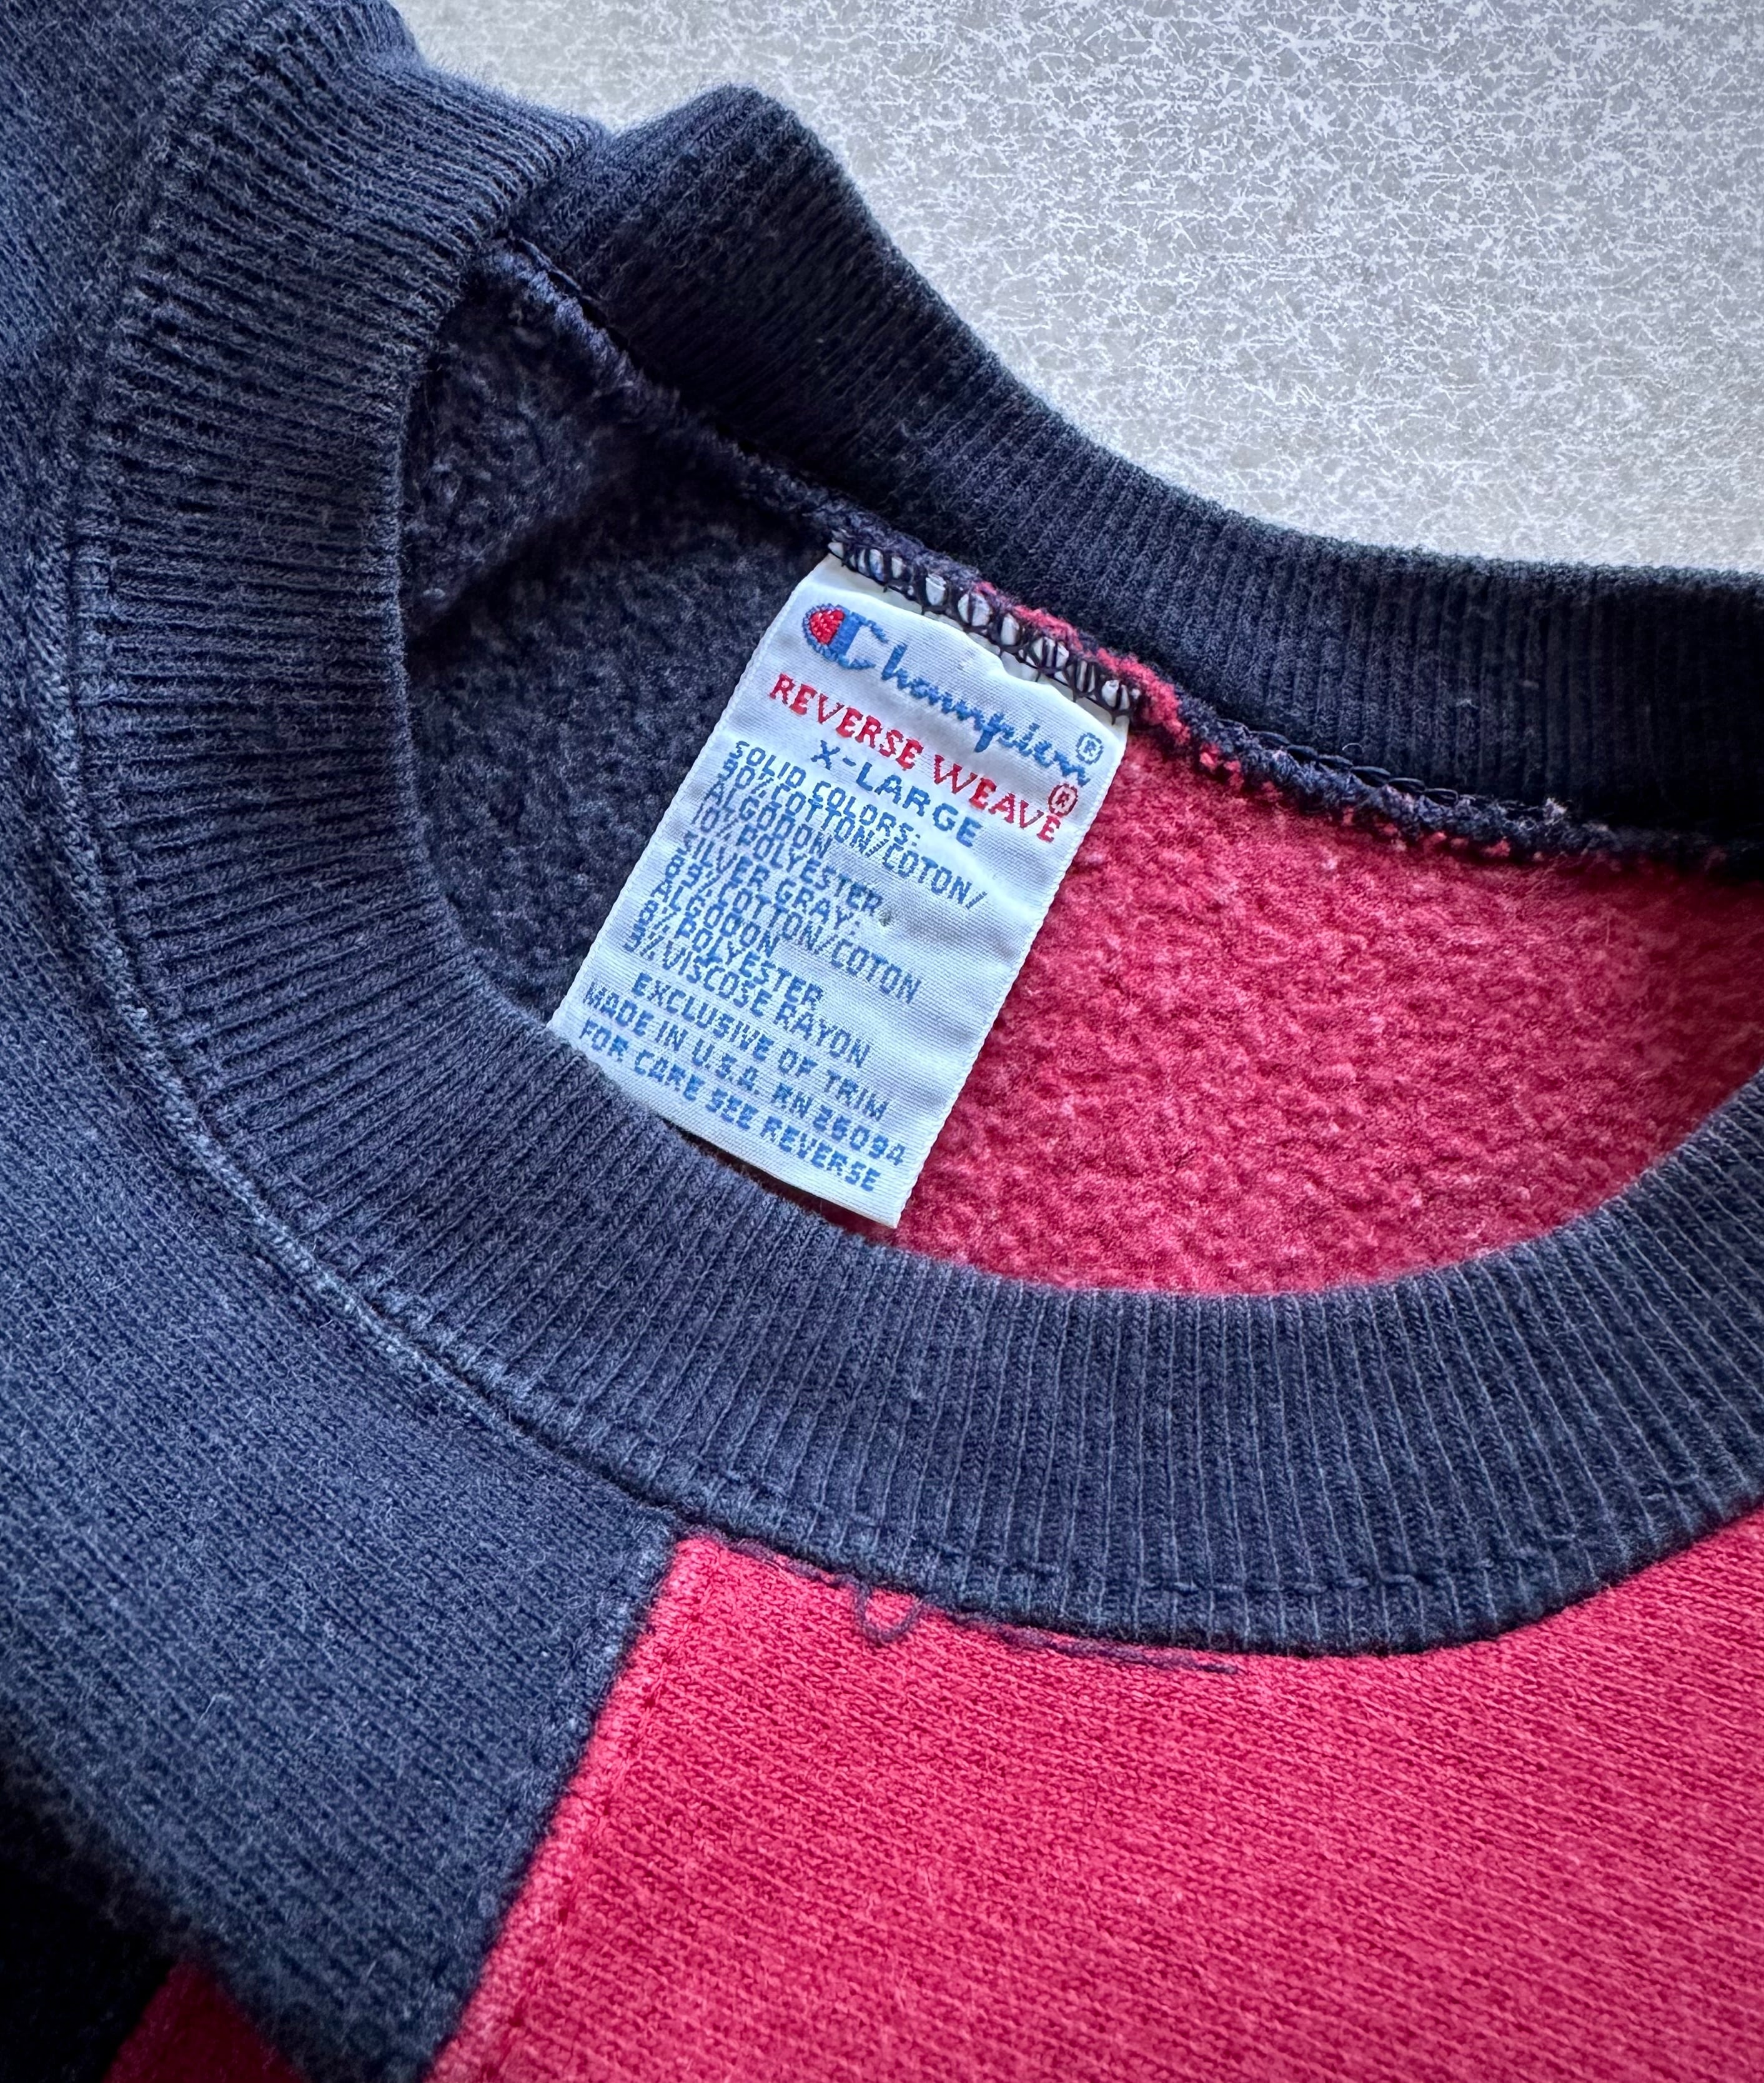 Champion®
REVERSE WEAVE®
X-LARGE
SOLID COLORS:
90%COTTON/COTON/
ALGODON
10%POLYESTER
SILVER GRAY:
89%COTTON/COTON
ALGODON
8%POLYESTER
3%VISCOSE RAYON
EXCLUSIVE OF TRIM
MADE IN U.S.A. RN 26094
FOR CARE SEE REVERSE